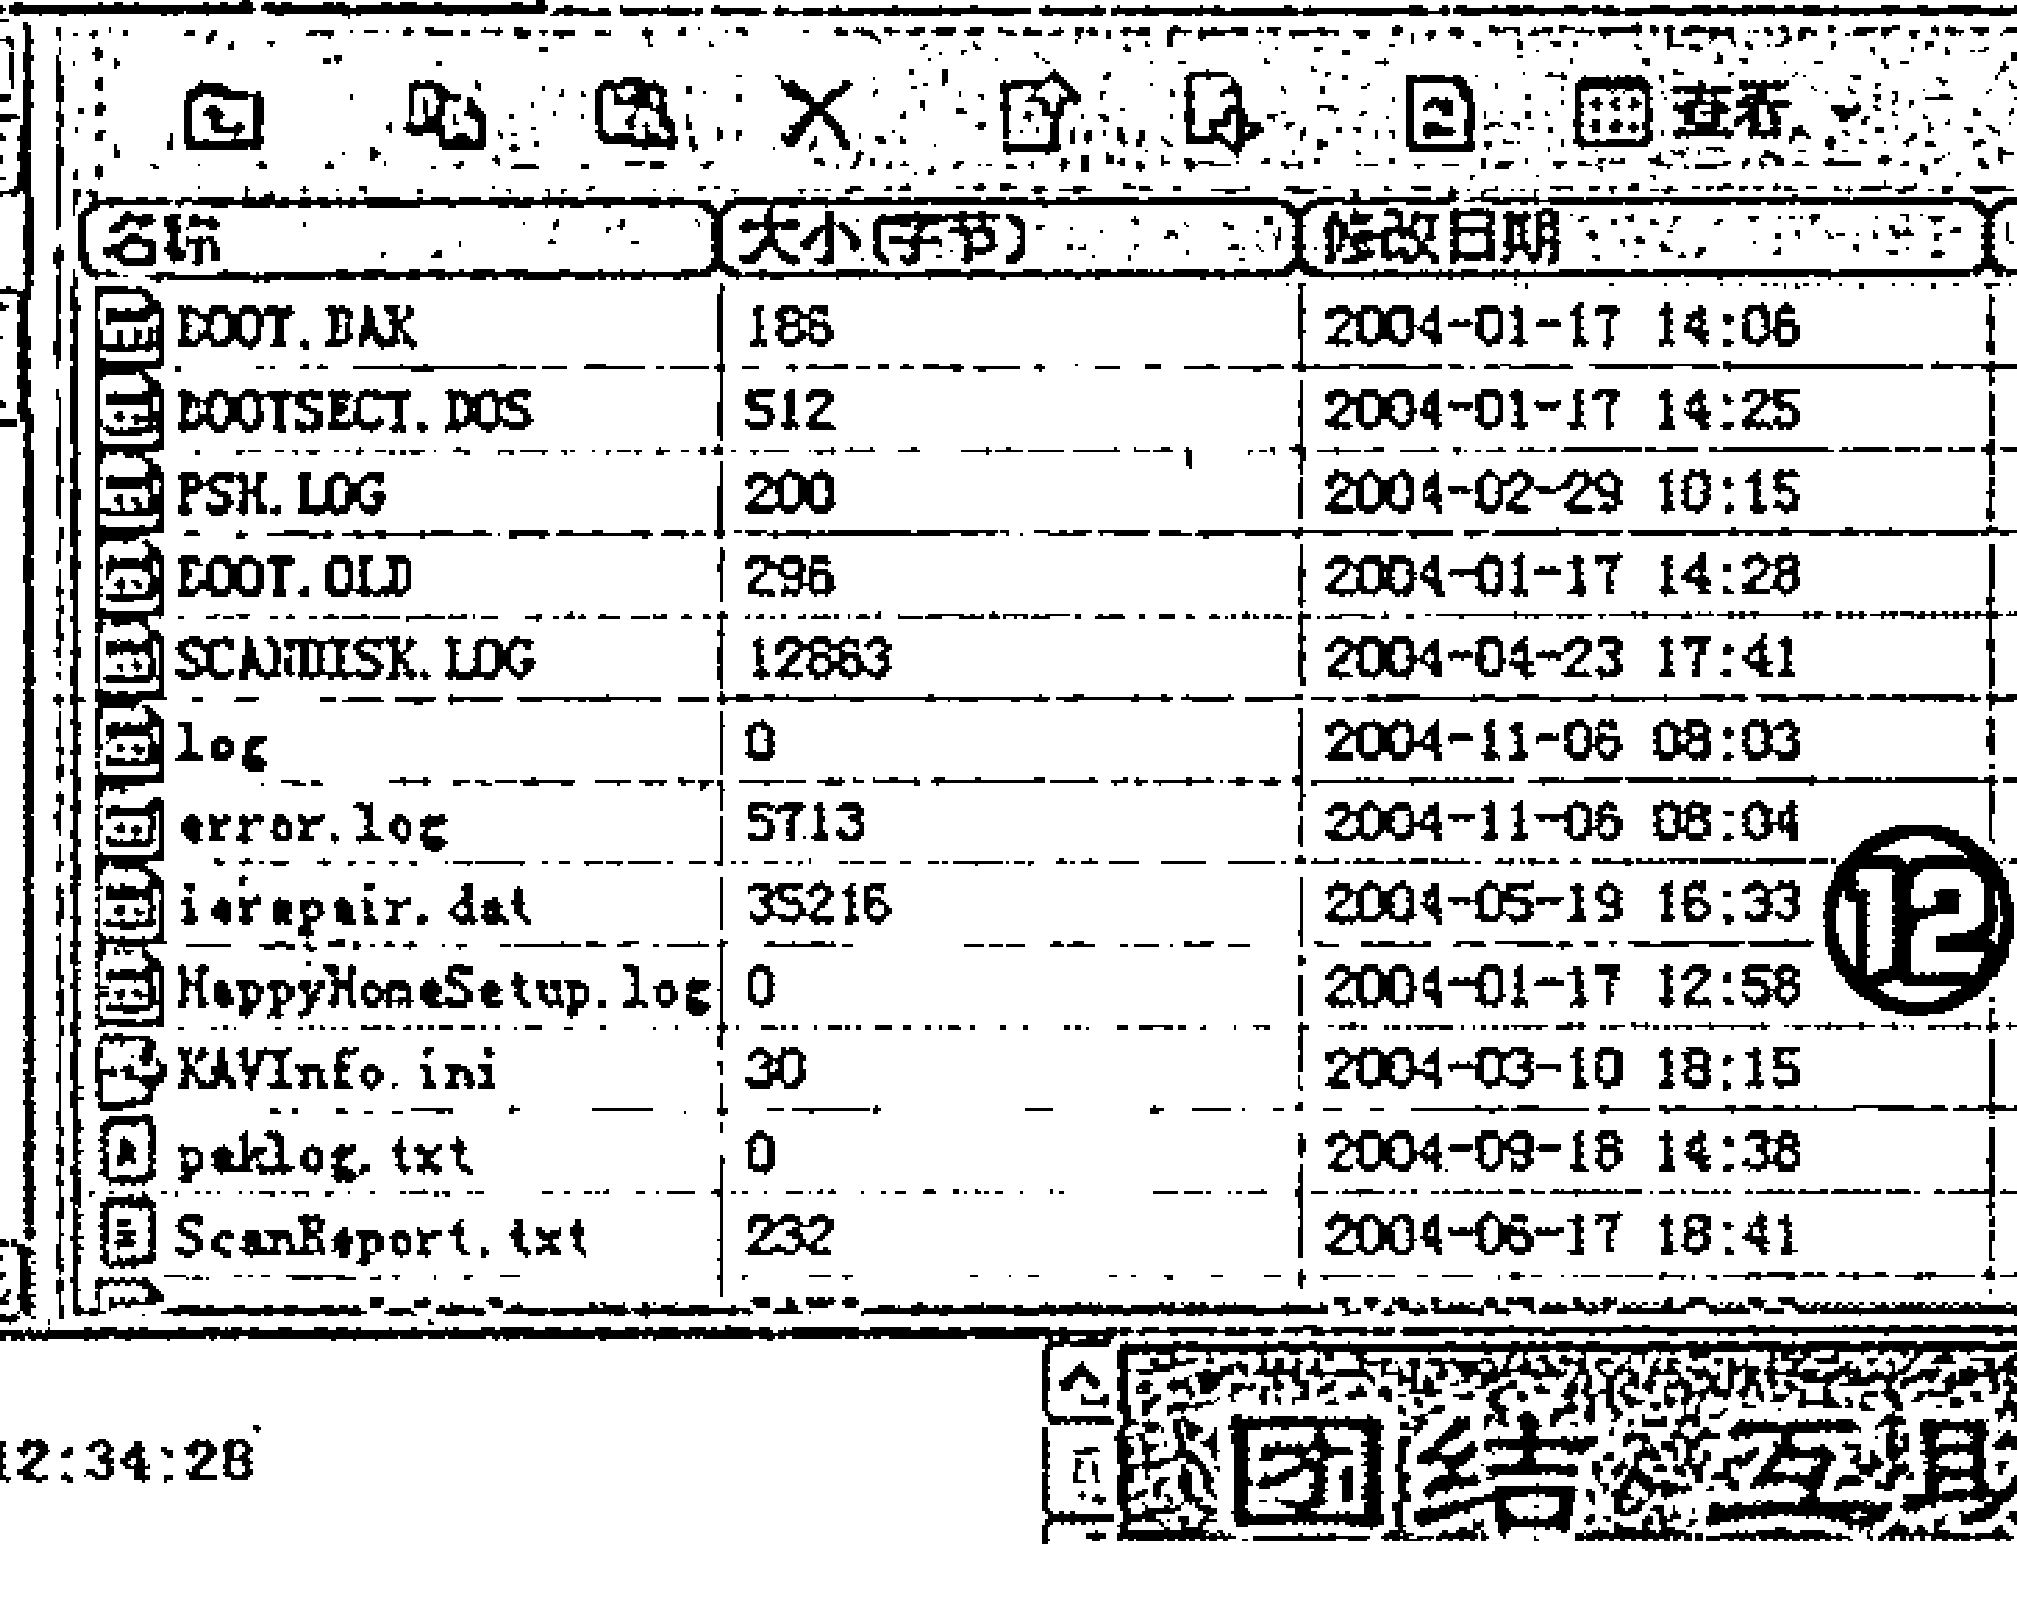 查看
名称 大小(字节) 修改日期
BOOT.BAK 186 2004-01-17 14:06
BOOTSECT.DOS 512 2004-01-17 14:25
PSH.LOG 200 2004-02-29 10:15
BOOT.OLD 296 2004-01-17 14:28
SCANDISK.LOG 12863 2004-04-23 17:41
log 0 2004-11-06 08:03
error.log 5713 2004-11-06 08:04
ierepair.dat 35216 2004-05-19 16:33
HappyHomeSetup.log 0 2004-01-17 12:58
KAVInfo.ini 30 2004-03-10 18:15
peklog.txt 0 2004-09-18 14:38
ScanReport.txt 232 2004-06-17 18:41
12
12:34:28
团结 互助